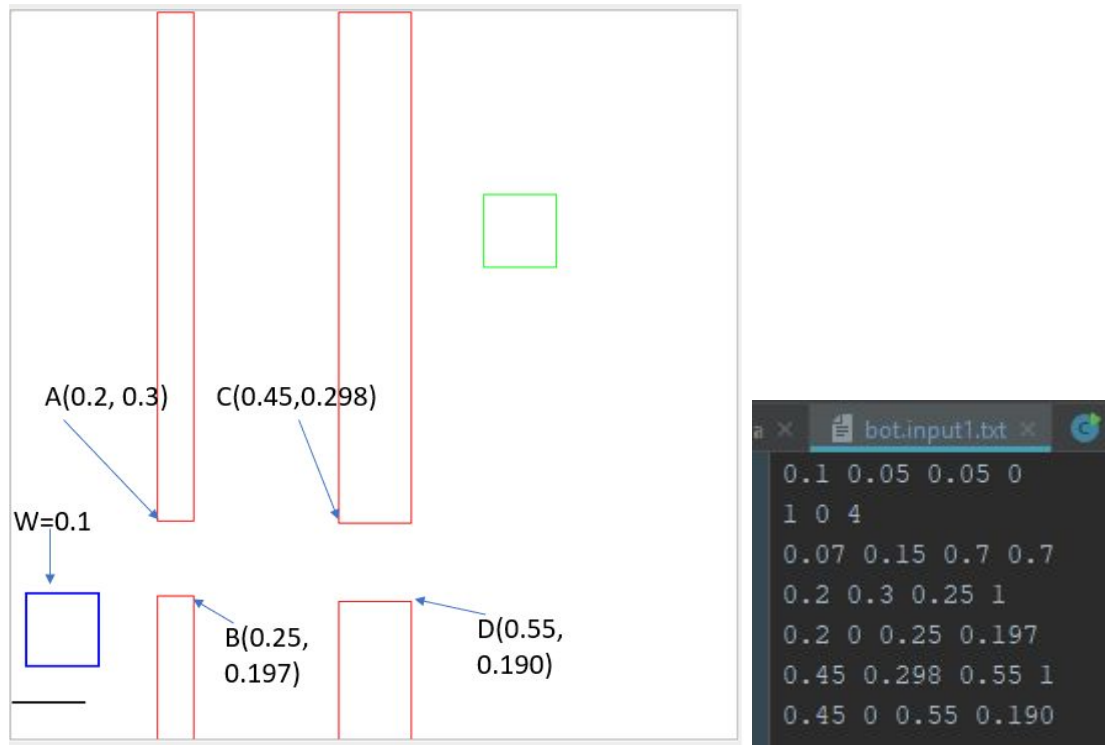 A(0.2, 0.3)
C(0.45,0.298)
W=0.1
B(0.25,
0.197)
D(0.55,
0.190)
a
bot.input1.txt
0.1 0.05 0.05 0
1 0 4
0.07 0.15 0.7 0.7
0.2 0.3 0.25 1
0.2 0 0.25 0.197
0.45 0.298 0.55 1
0.45 0 0.55 0.190